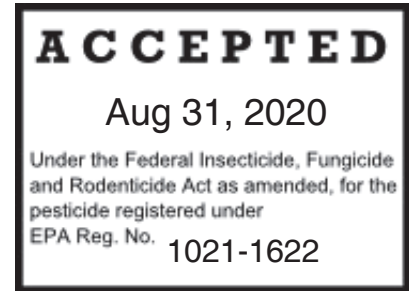 ACCEPTED
Aug 31, 2020
Under the Federal Insecticide, Fungicide
and Rodenticide Act as amended, for the
pesticide registered under
EPA Reg. No. 1021-1622